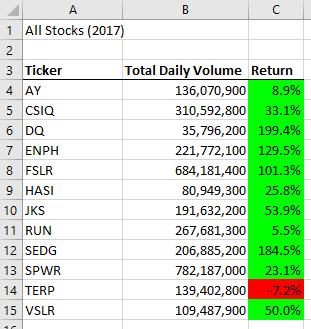 A B C
1 All Stocks (2017)
2
3 Ticker Total Daily Volume Return
4 AY 136,070,900 8.9%
5 CSIQ 310,592,800 33.1%
6 DQ 35,796,200 199.4%
7 ENPH 221,772,100 129.5%
8 FSLR 684,181,400 101.3%
9 HASI 80,949,300 25.8%
10 JKS 191,632,200 53.9%
11 RUN 267,681,300 5.5%
12 SEDG 206,885,200 184.5%
13 SPWR 782,187,000 23.1%
14 TERP 139,402,800 -7.2%
15 VSLR 109,487,900 50.0%